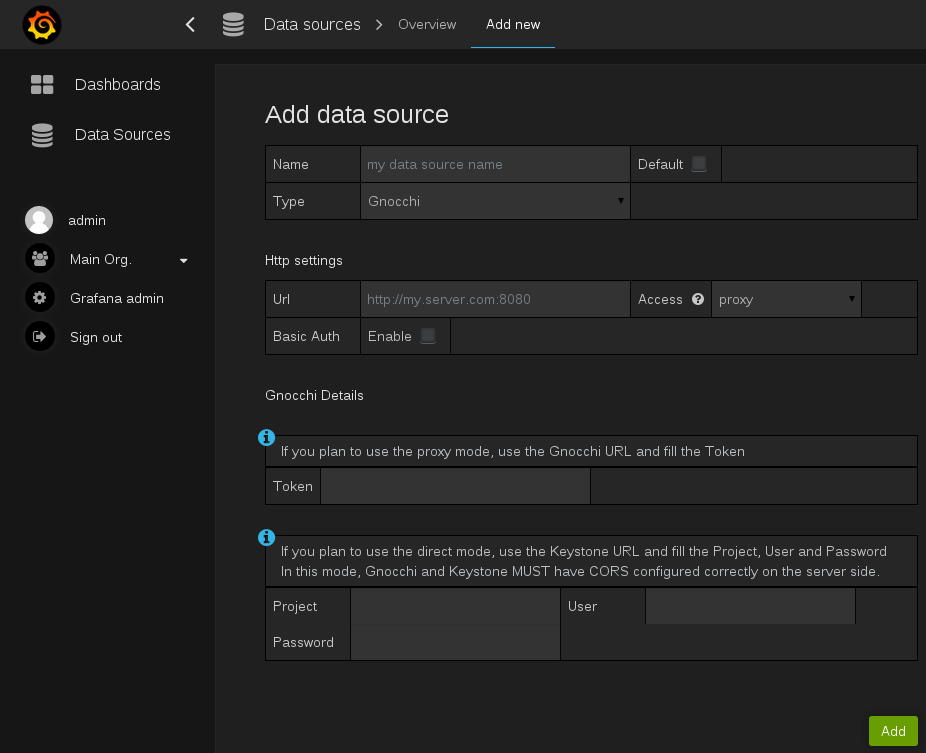 Data sources Overview Add new
Dashboards
Data Sources
admin
Main Org.
Grafana admin
Sign out
Add data source
Name my data source name Default
Type Gnocchi
Http settings
Url http://my.server.com:8080 Access proxy
Basic Auth Enable
Gnocchi Details
If you plan to use the proxy mode, use the Gnocchi URL and fill the Token
Token
If you plan to use the direct mode, use the Keystone URL and fill the Project, User and Password
In this mode, Gnocchi and Keystone MUST have CORS configured correctly on the server side.
Project User
Password
Add